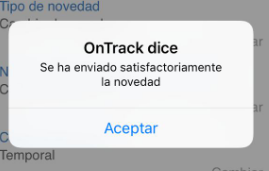 Tipo de novedad
OnTrack dice
Se ha enviado satisfactoriamente
la novedad
Aceptar
Temporal